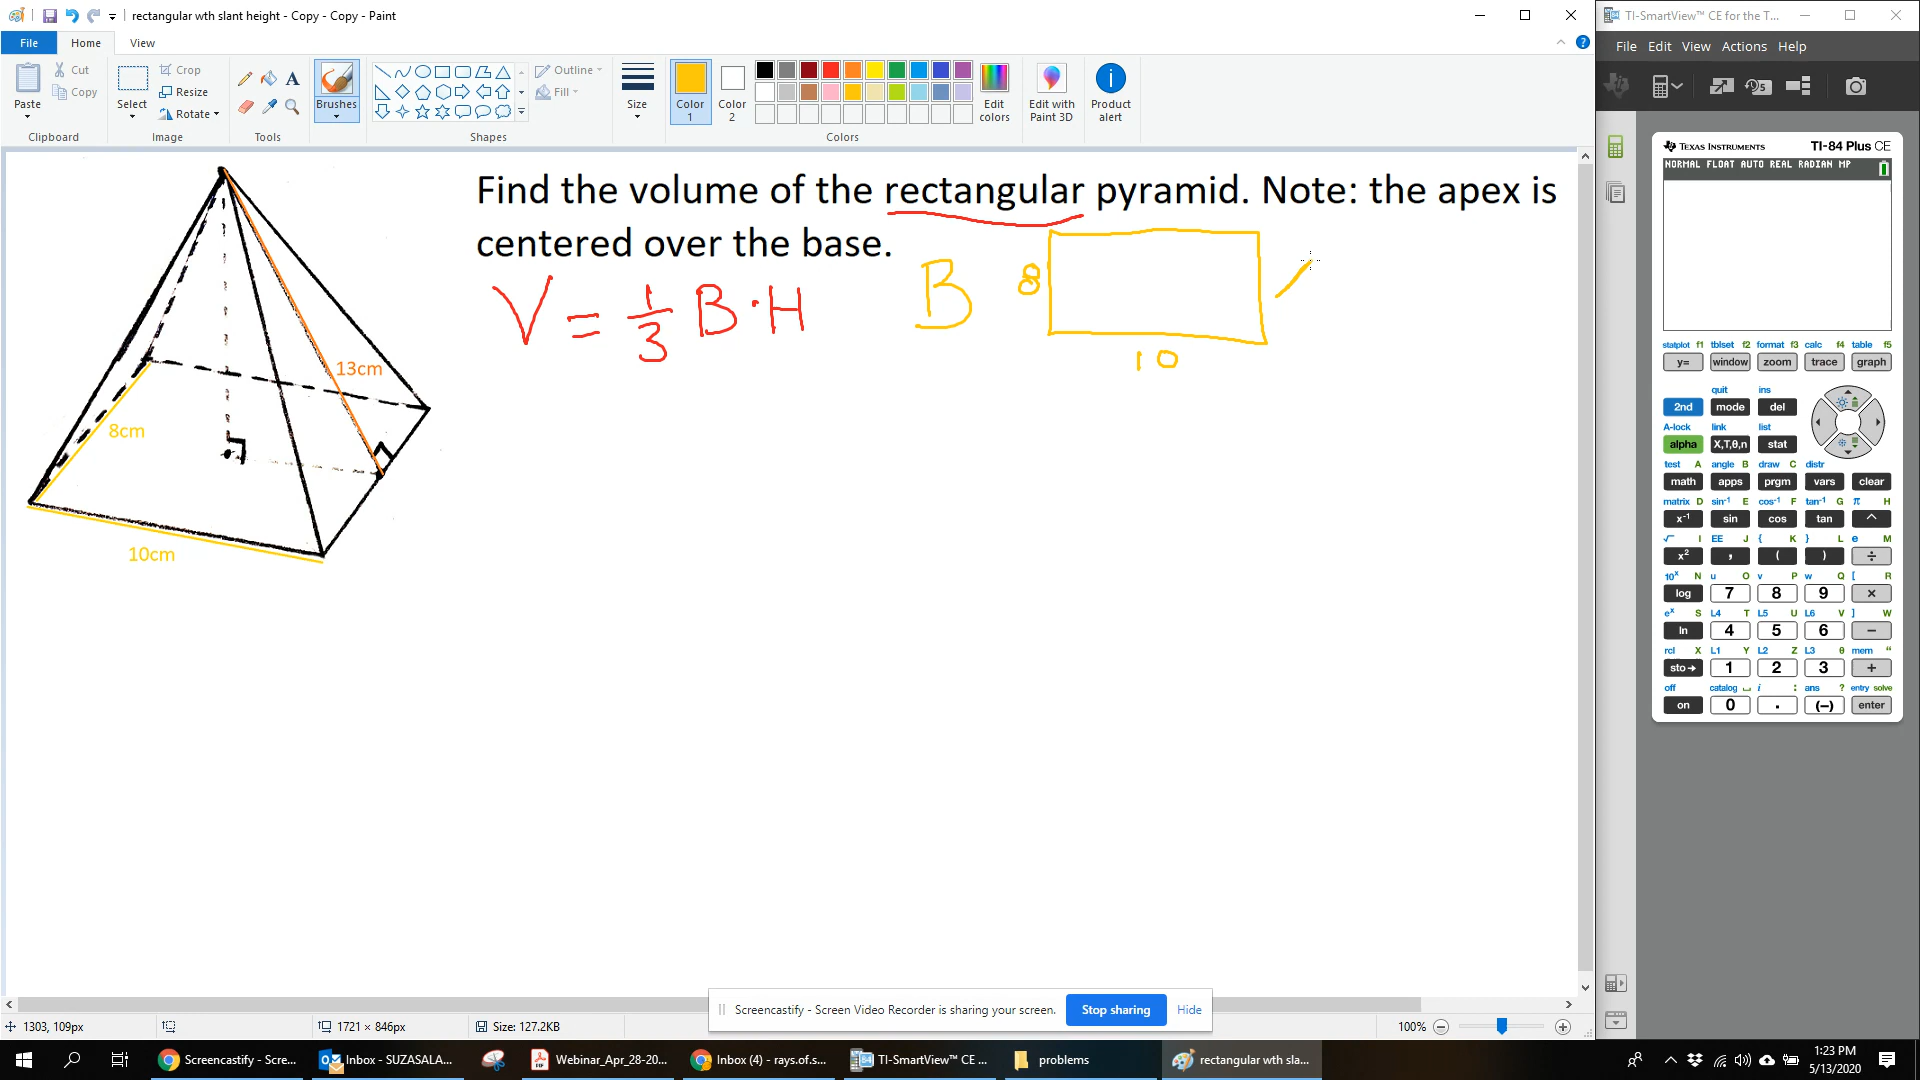 rectangular wth slant height - Copy - Copy - Paint
File Home View
Paste
Cut
Copy
Clipboard
Select
Crop
Resize
Rotate
Image
Tools
Brushes
Shapes
Outline
Fill
Size
Color 1
Color 2
Colors
Edit colors
Edit with Paint 3D
Product alert
Find the volume of the rectangular pyramid. Note: the apex is
centered over the base.
V = 1/3 B · H
B
8
10
13cm
8cm
10cm
Screencastify - Screen Video Recorder is sharing your screen. Stop sharing Hide
1303, 109px
1721 × 846px
Size: 127.2KB
100%
TI-SmartView™ CE for the T...
File Edit View Actions Help
TEXAS INSTRUMENTS TI-84 Plus CE
NORMAL FLOAT AUTO REAL RADIAN MP
statplot f1 tblset f2 format f3 calc f4 table f5
y= window zoom trace graph
quit ins
2nd mode del
A-lock link list
alpha X,T,θ,n stat
test A angle B draw C distr
math apps prgm vars clear
matrix D sin⁻¹ E cos⁻¹ F tan⁻¹ G π H
x⁻¹ sin cos tan ^
√ I EE J { K } L e M
x² , ( ) ÷
10ˣ N u O v P w Q [ R
log 7 8 9 ×
eˣ S L4 T L5 U L6 V ] W
ln 4 5 6 −
rcl X L1 Y L2 Z L3 θ mem "
sto→ 1 2 3 +
off catalog i : ans ? entry solve
on 0 . (−) enter
Screencastify - Scre...
Inbox - SUZASALA...
Webinar_Apr_28-20...
Inbox (4) - rays.of.s...
TI-SmartView™ CE ...
problems
rectangular wth sla...
1:23 PM
5/13/2020